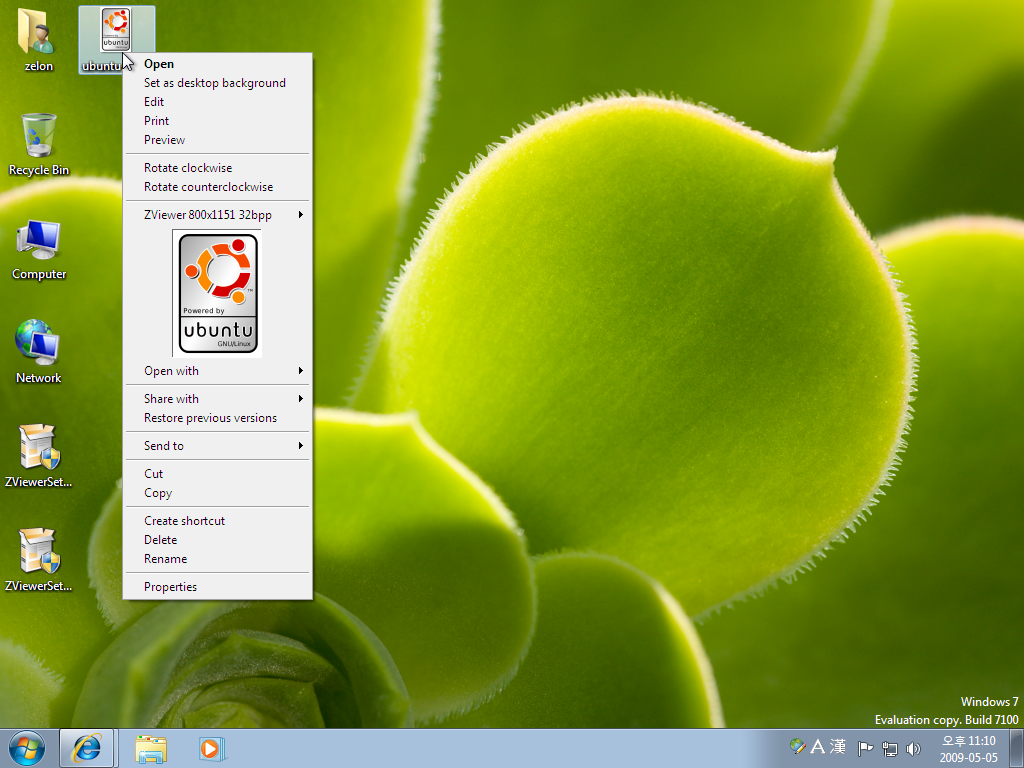 zelon
ubuntu
Recycle Bin
Computer
Network
ZViewerSet...
ZViewerSet...
ubuntu
Open
Set as desktop background
Edit
Print
Preview
Rotate clockwise
Rotate counterclockwise
ZViewer 800x1151 32bpp
Powered by
ubuntu
GNU/Linux
Open with
Share with
Restore previous versions
Send to
Cut
Copy
Create shortcut
Delete
Rename
Properties
Windows 7
Evaluation copy. Build 7100
A 漢
오후 11:10
2009-05-05